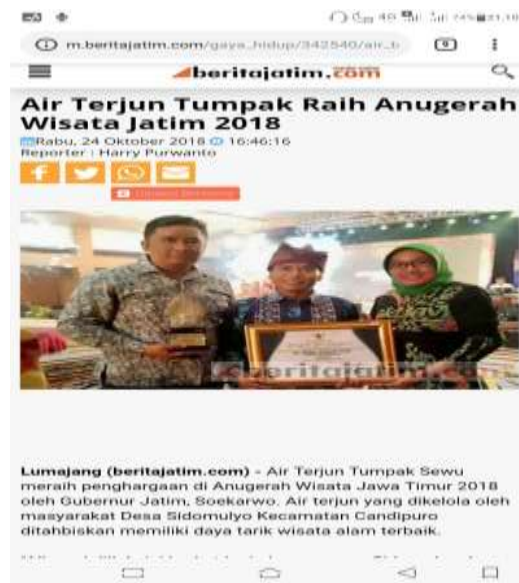 m.beritajatim.com/gaya_hidup/342540/air_b
beritajatim.com
Air Terjun Tumpak Raih Anugerah
Wisata Jatim 2018
Rabu, 24 Oktober 2018 16:46:16
Reporter : Harry Purwanto
beritajatim.com
Lumajang (beritajatim.com) - Air Terjun Tumpak Sewu
meraih penghargaan di Anugerah Wisata Jawa Timur 2018
oleh Gubernur Jatim, Soekarwo. Air terjun yang dikelola oleh
masyarakat Desa Sidomulyo Kecamatan Candipuro
ditahbiskan memiliki daya tarik wisata alam terbaik.